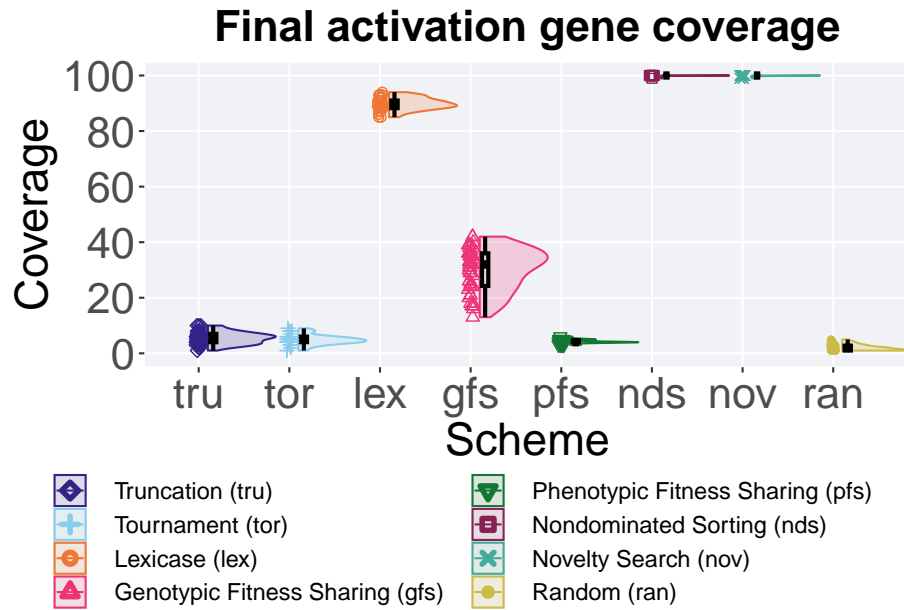 Final activation gene coverage
Coverage
100
80
60
40
20
0
tru tor lex gfs pfs nds nov ran
Scheme
Truncation (tru)
Tournament (tor)
Lexicase (lex)
Genotypic Fitness Sharing (gfs)
Phenotypic Fitness Sharing (pfs)
Nondominated Sorting (nds)
Novelty Search (nov)
Random (ran)